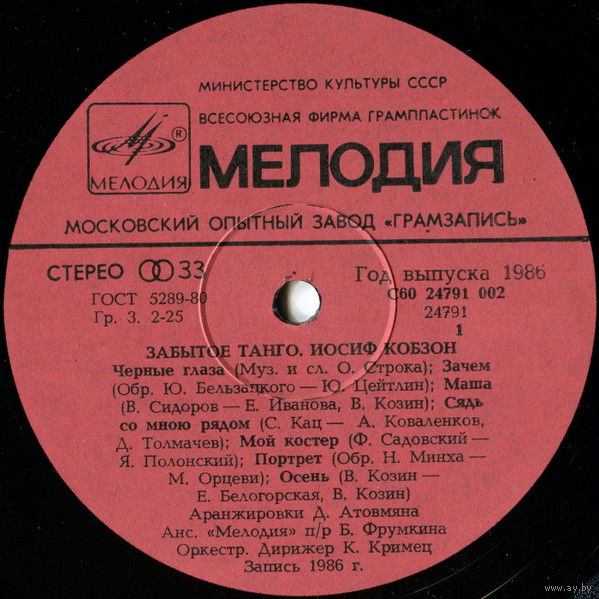 МИНИСТЕРСТВО КУЛЬТУРЫ СССР
ВСЕСОЮЗНАЯ ФИРМА ГРАМПЛАСТИНОК
®
МЕЛОДИЯ
МЕЛОДИЯ
МОСКОВСКИЙ ОПЫТНЫЙ ЗАВОД «ГРАМЗАПИСЬ»
СТЕРЕО 33
Год выпуска 1986
ГОСТ 5289-80
С60 24791 002
Гр. 3. 2-25
24791
1
ЗАБЫТОЕ ТАНГО. ИОСИФ КОБЗОН
Черные глаза (Муз. и сл. О. Строка); Зачем
(Обр. Ю. Бельзацкого — Ю. Цейтлин); Маша
(В. Сидоров — Е. Иванова, В. Козин); Сядь
со мною рядом (С. Кац — А. Коваленков,
Д. Толмачев); Мой костер (Ф. Садовский —
Я. Полонский); Портрет (Обр. Н. Минха —
М. Орцеви); Осень (В. Козин —
Е. Белогорская, В. Козин)
Аранжировки Д. Атовмяна
Анс. «Мелодия» п/р Б. Фрумкина
Оркестр. Дирижер К. Кримец
Запись 1986 г.
www.ay.by